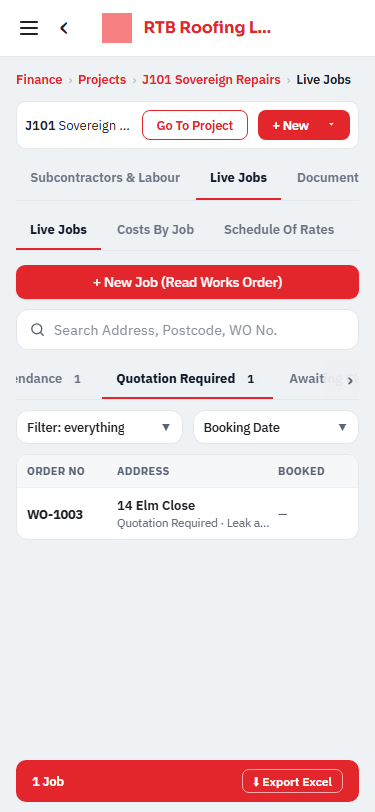 RTB Roofing L...
Finance › Projects › J101 Sovereign Repairs › Live Jobs
J101 Sovereign ... Go To Project + New
Subcontractors & Labour Live Jobs Document
Live Jobs Costs By Job Schedule Of Rates
+ New Job (Read Works Order)
Search Address, Postcode, WO No.
endance 1 Quotation Required 1 Await
Filter: everything ▼ Booking Date ▼
ORDER NO ADDRESS BOOKED
WO-1003 14 Elm Close —
Quotation Required · Leak a...
1 Job ⬇ Export Excel